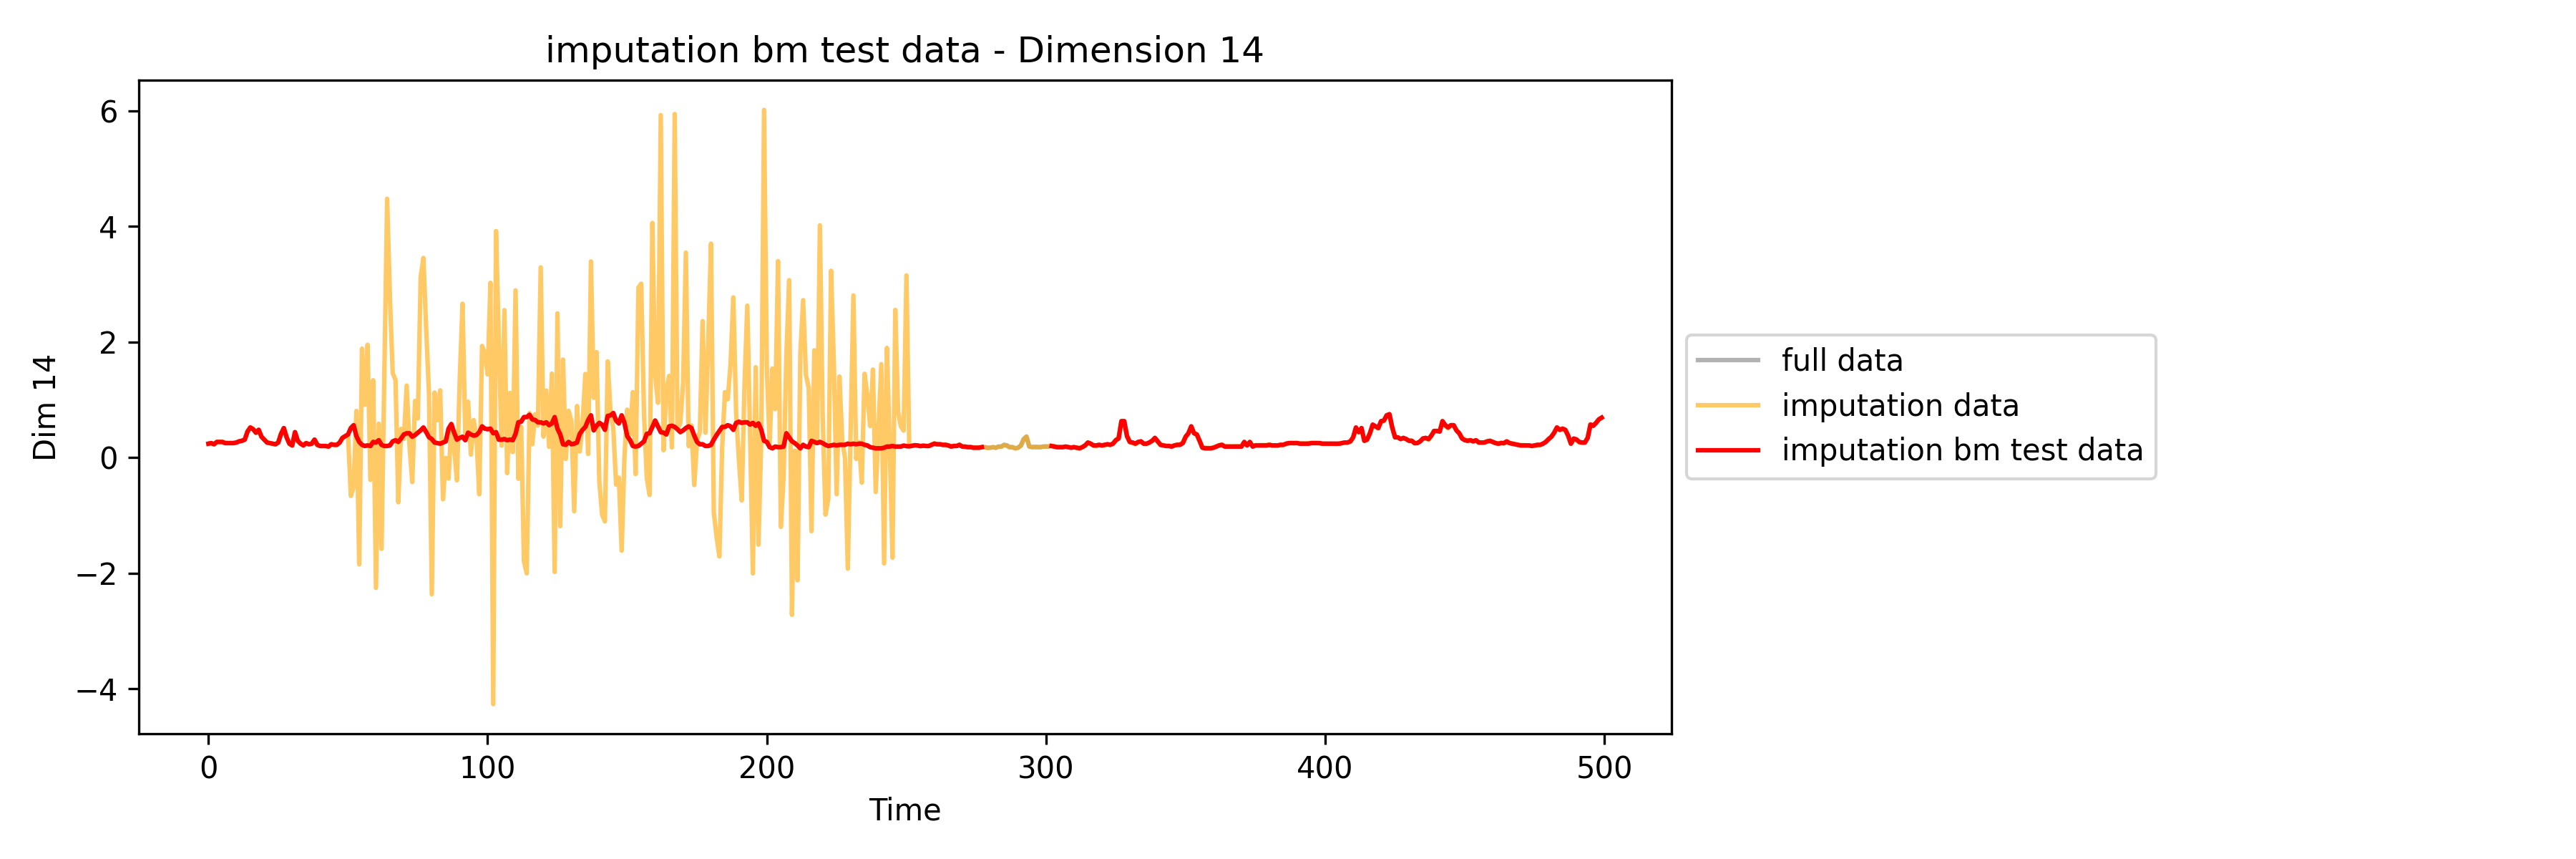 imputation bm test data - Dimension 14
6
4
2
0
−2
−4
Dim 14
0 100 200 300 400 500
Time
full data
imputation data
imputation bm test data